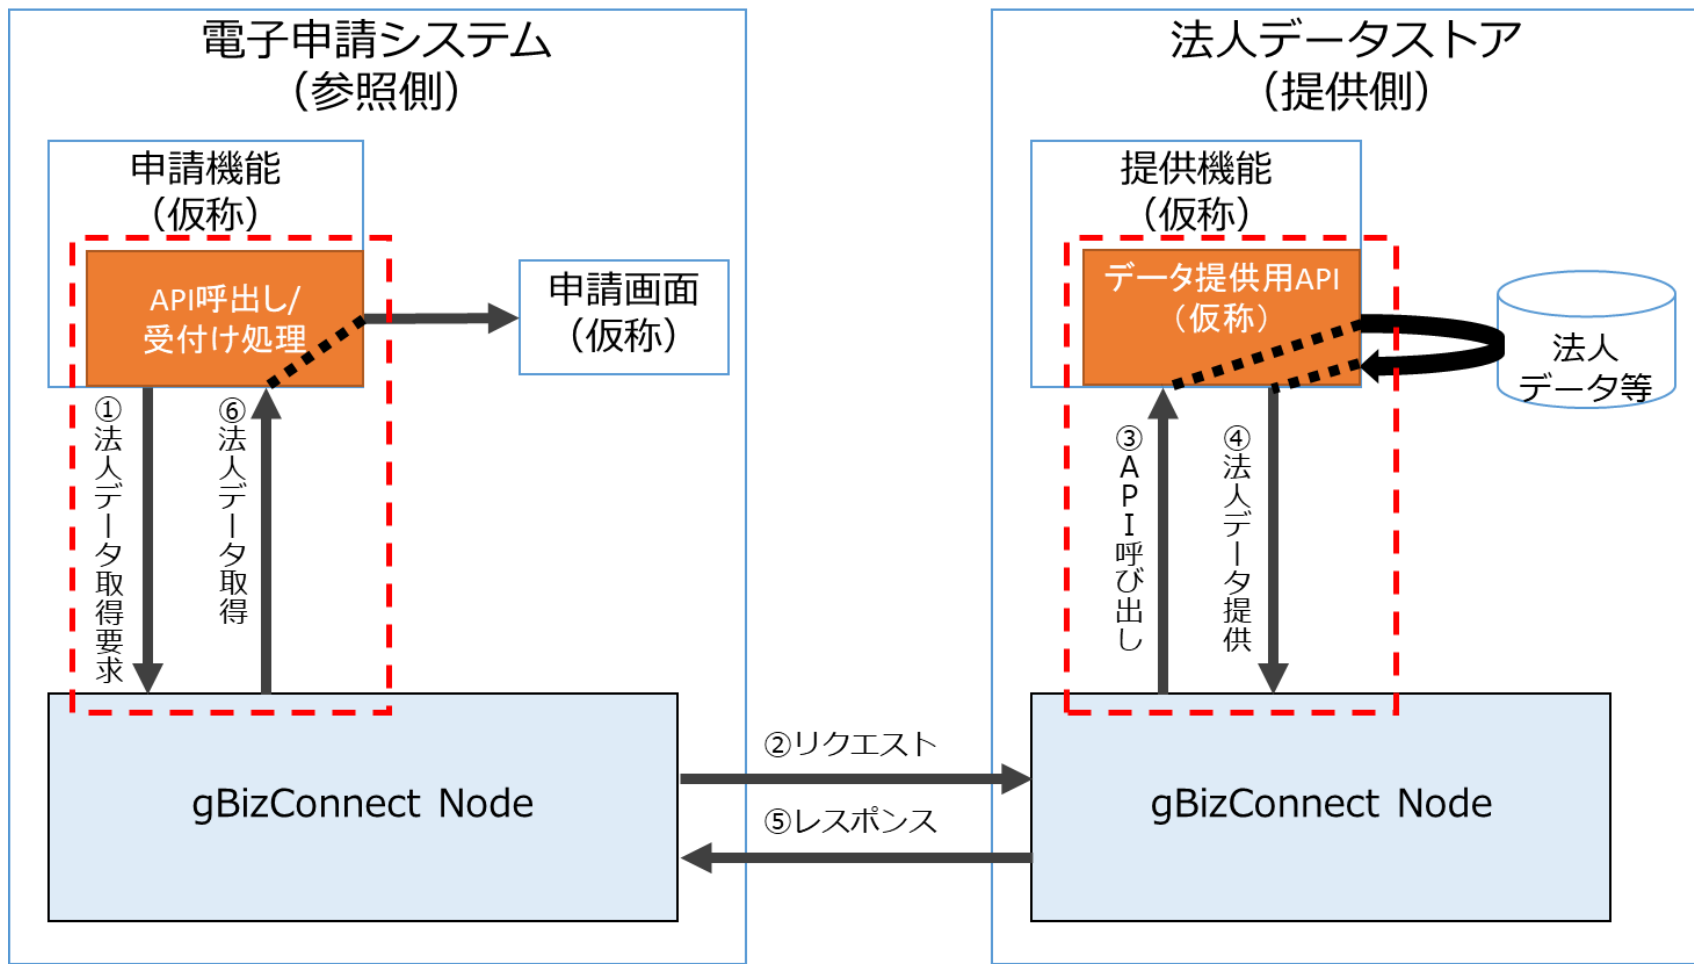 電子申請システム
（参照側）
申請機能
（仮称）
API呼出し/
受付け処理
申請画面
（仮称）
①法人データ取得要求
⑥法人データ取得
gBizConnect Node
②リクエスト
⑤レスポンス
法人データストア
（提供側）
提供機能
（仮称）
データ提供用API
（仮称）
法人
データ等
③API呼び出し
④法人データ提供
gBizConnect Node